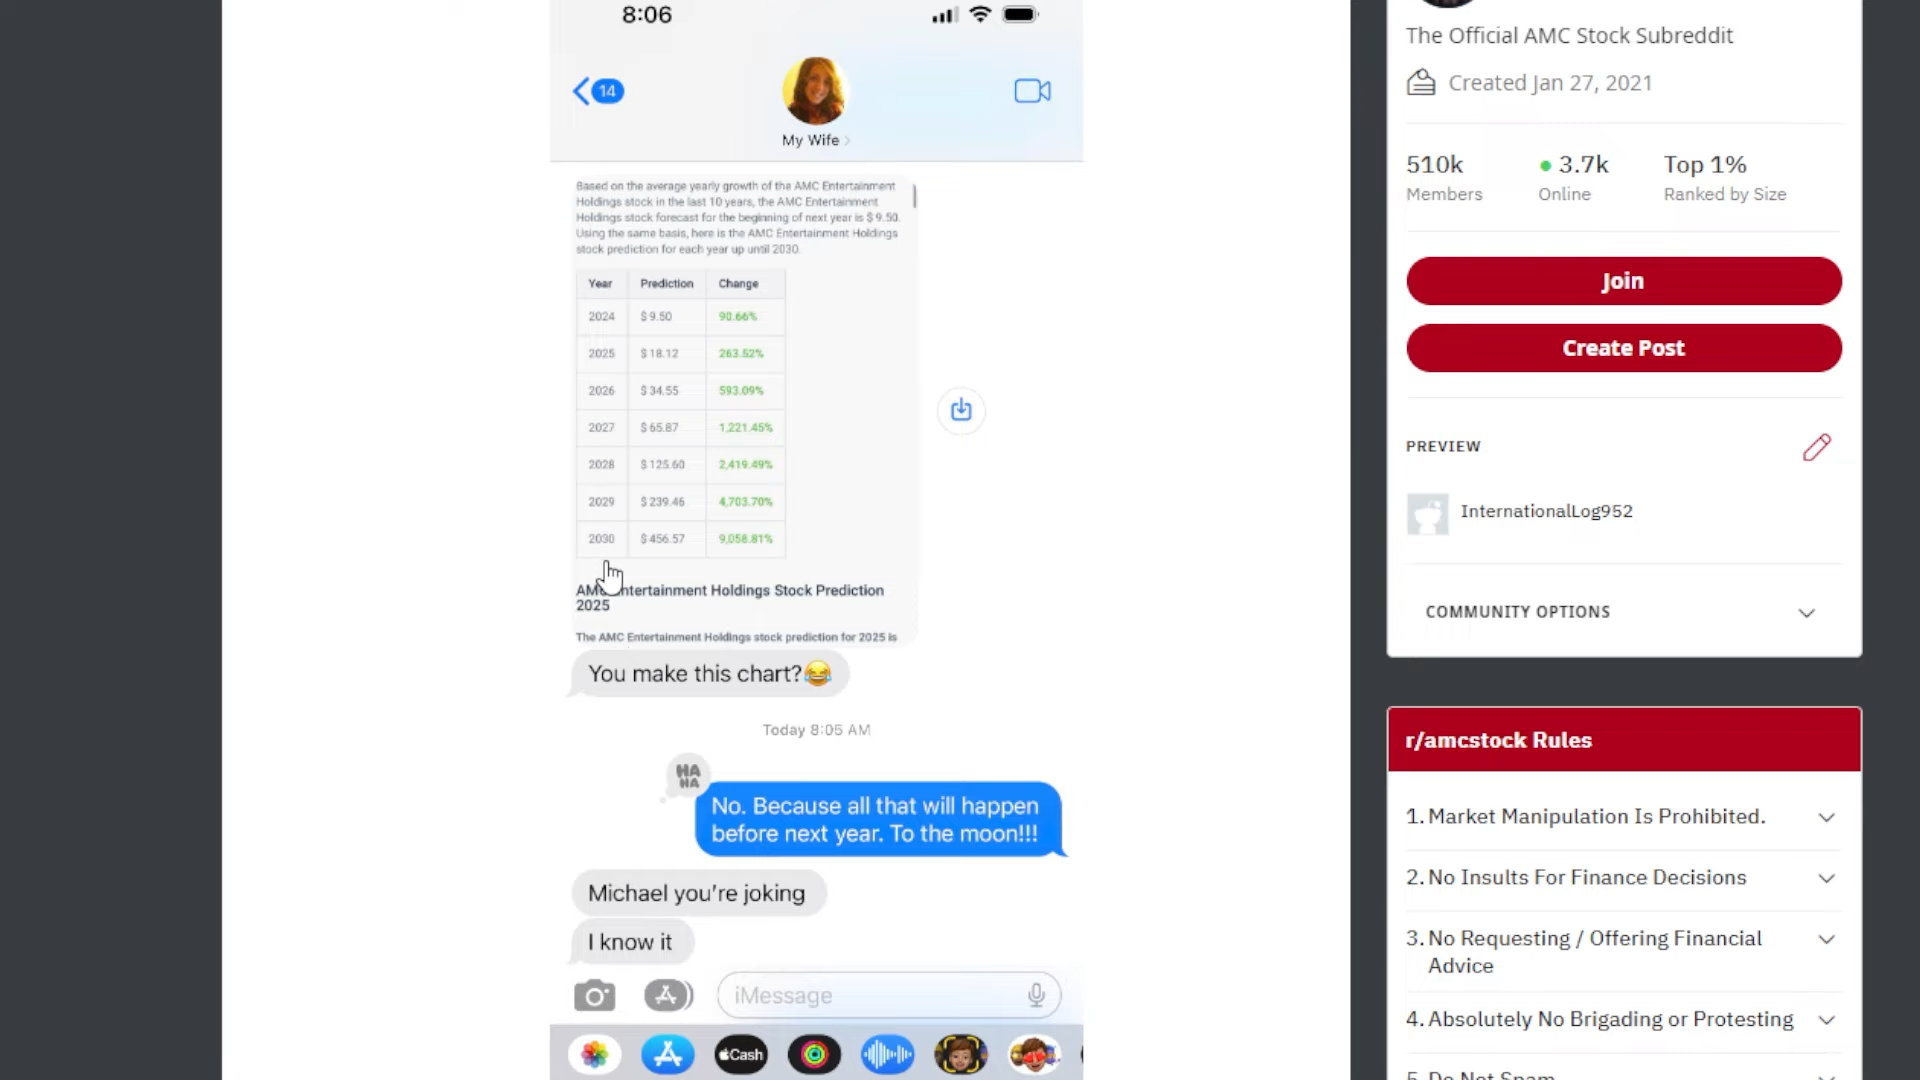 8:06
14
My Wife
Based on the average yearly growth of the AMC Entertainment
Holdings stock in the last 10 years, the AMC Entertainment
Holdings stock forecast for the beginning of next year is $ 9.50.
Using the same basis, here is the AMC Entertainment Holdings
stock prediction for each year up until 2030.
Year Prediction Change
2024 $ 9.50 90.66%
2025 $ 18.12 263.52%
2026 $ 34.55 593.09%
2027 $ 65.87 1,221.45%
2028 $ 125.60 2,419.49%
2029 $ 239.46 4,703.70%
2030 $ 456.57 9,058.81%
AMC Entertainment Holdings Stock Prediction
2025
The AMC Entertainment Holdings stock prediction for 2025 is
You make this chart?😂
Today 8:05 AM
HA
HA
No. Because all that will happen
before next year. To the moon!!!
Michael you're joking
I know it
iMessage
Cash
The Official AMC Stock Subreddit
Created Jan 27, 2021
510k 3.7k Top 1%
Members Online Ranked by Size
Join
Create Post
PREVIEW
InternationalLog952
COMMUNITY OPTIONS
r/amcstock Rules
1. Market Manipulation Is Prohibited.
2. No Insults For Finance Decisions
3. No Requesting / Offering Financial
Advice
4. Absolutely No Brigading or Protesting
5. Do Not Spam